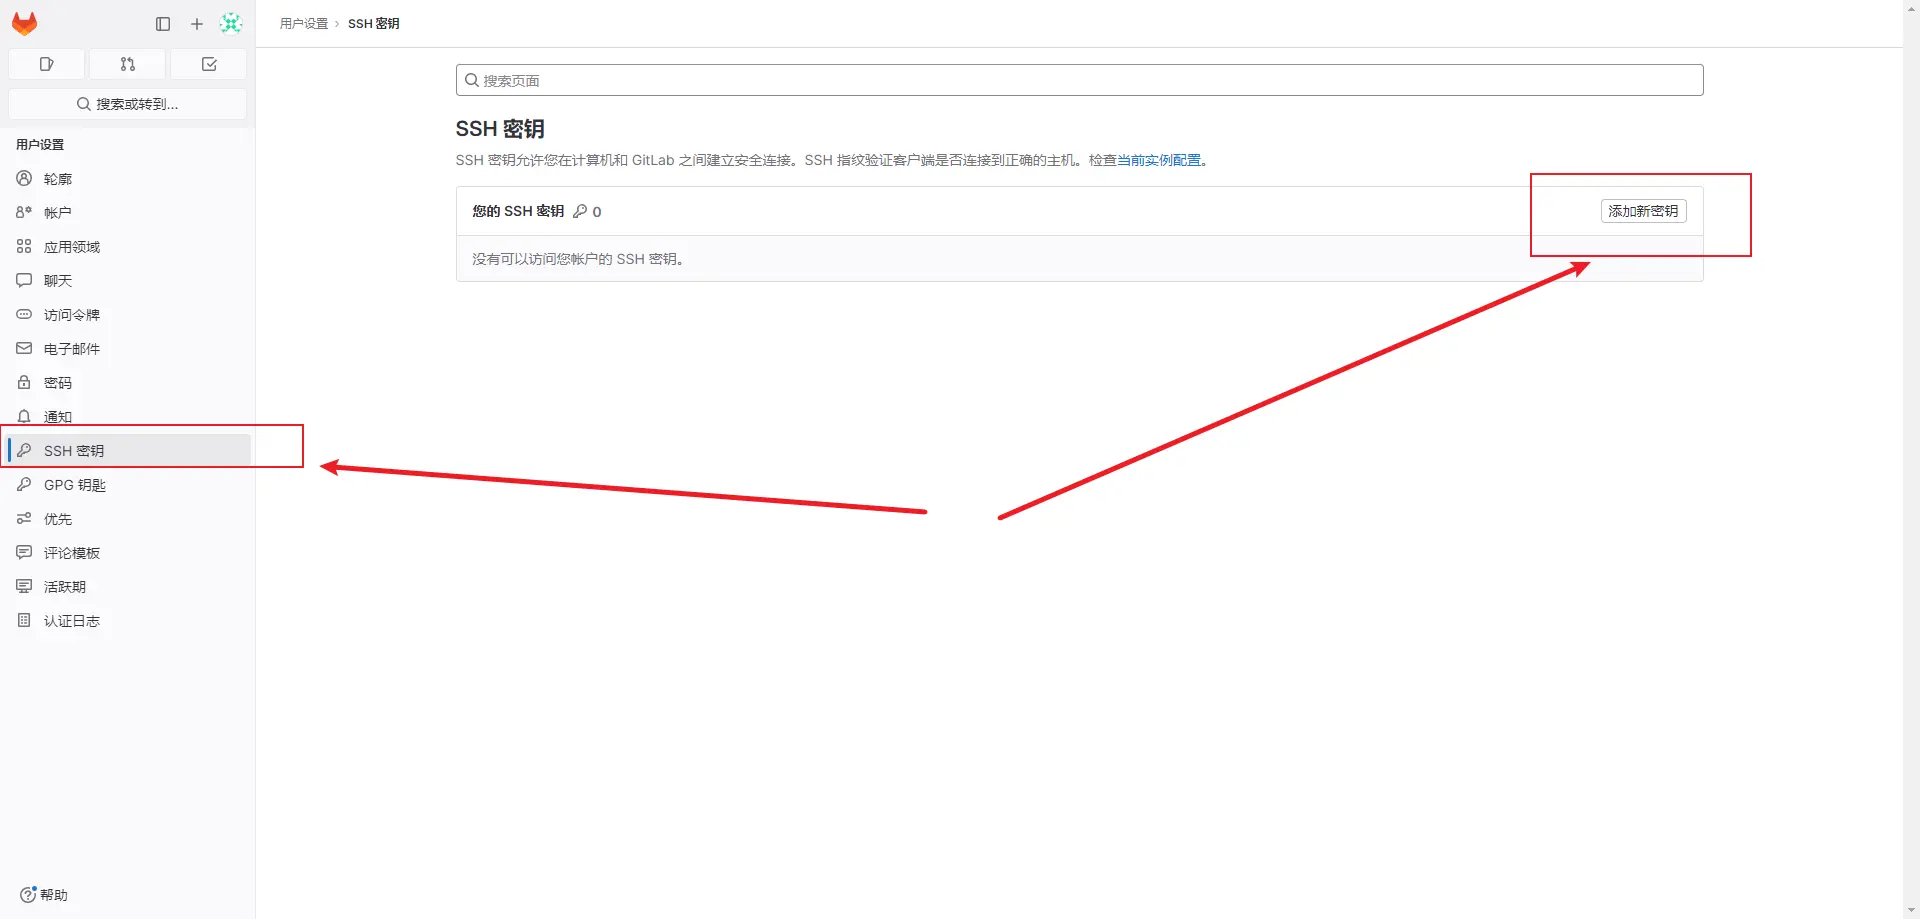 用户设置 › SSH 密钥
搜索或转到...
用户设置
轮廓
帐户
应用领域
聊天
访问令牌
电子邮件
密码
通知
SSH 密钥
GPG 钥匙
优先
评论模板
活跃期
认证日志
帮助
搜索页面
SSH 密钥
SSH 密钥允许您在计算机和 GitLab 之间建立安全连接。SSH 指纹验证客户端是否连接到正确的主机。检查当前实例配置。
您的 SSH 密钥 0
添加新密钥
没有可以访问您帐户的 SSH 密钥。